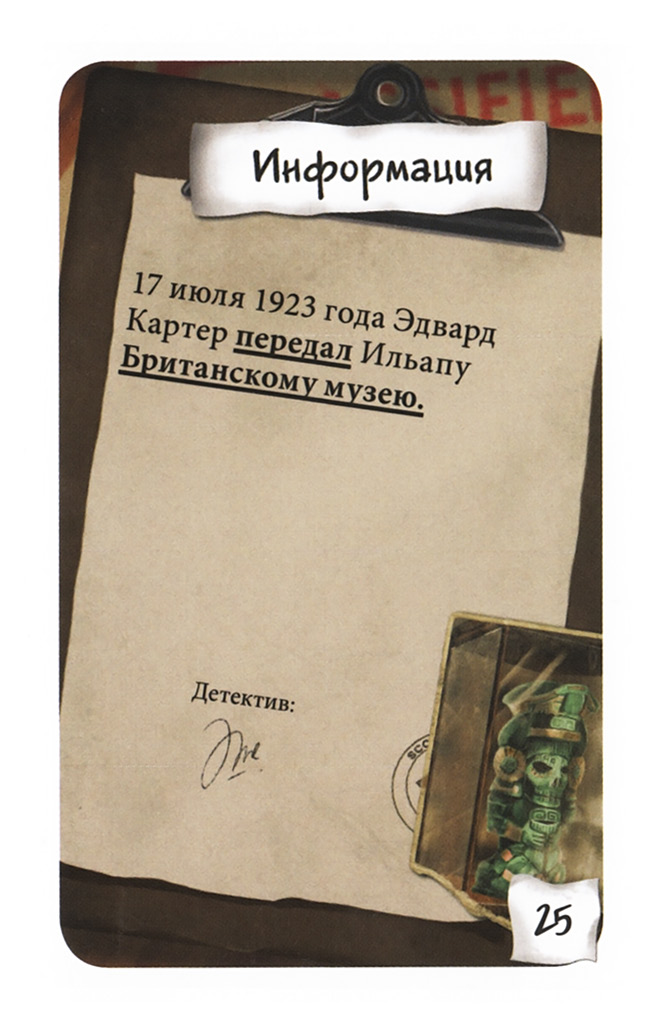 Информация
17 июля 1923 года Эдвард
Картер передал Ильапу
Британскому музею.
Детектив:
25